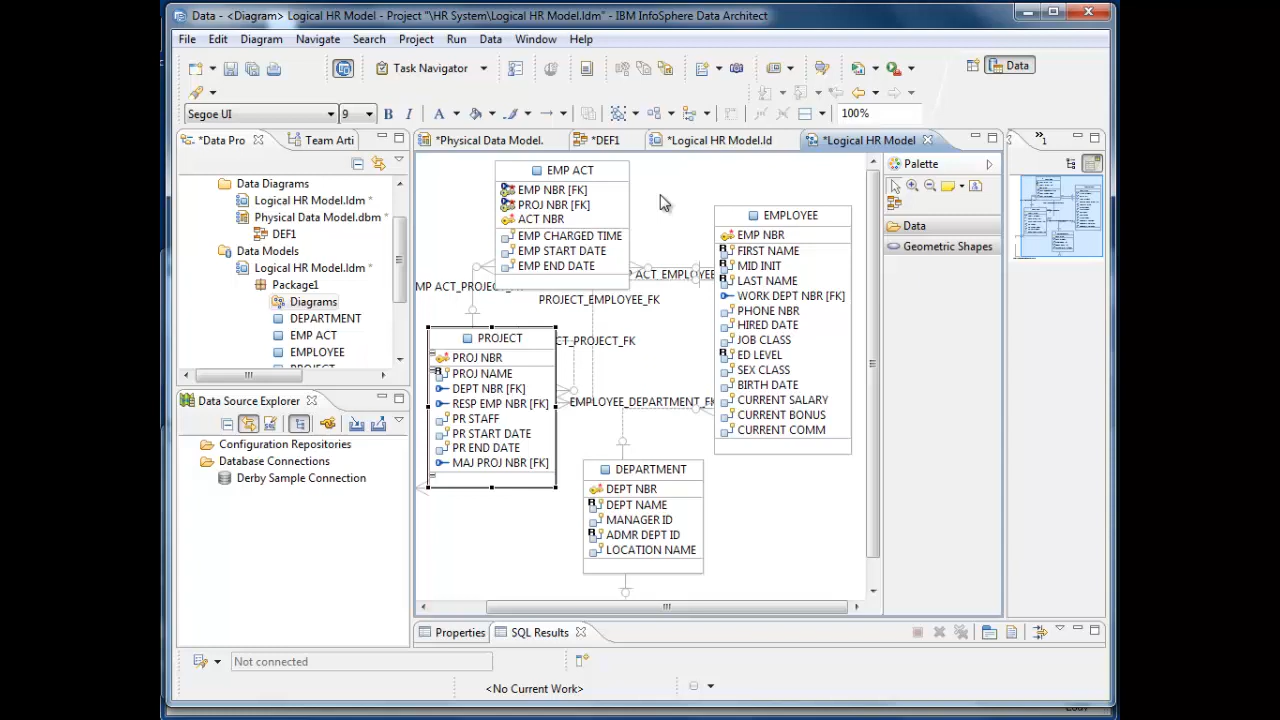 Data - <Diagram> Logical HR Model - Project "\HR System\Logical HR Model.ldm" - IBM InfoSphere Data Architect
File Edit Diagram Navigate Search Project Run Data Window Help
Task Navigator
Data
Segoe UI 9 B I A 100%
*Data Pro Team Arti
*Physical Data Model. *DEF1 *Logical HR Model.ld *Logical HR Model
Data Diagrams
Logical HR Model.ldm *
Physical Data Model.dbm *
DEF1
Data Models
Logical HR Model.ldm *
Package1
Diagrams
DEPARTMENT
EMP ACT
EMPLOYEE
PROJECT
Data Source Explorer
Configuration Repositories
Database Connections
Derby Sample Connection
EMP ACT
EMP NBR [FK]
PROJ NBR [FK]
ACT NBR
EMP CHARGED TIME
EMP START DATE
EMP END DATE
MP ACT_PROJECT_
P ACT_EMPLOYEE
PROJECT_EMPLOYEE_FK
CT_PROJECT_FK
EMPLOYEE_DEPARTMENT_FK
PROJECT
PROJ NBR
PROJ NAME
DEPT NBR [FK]
RESP EMP NBR [FK]
PR STAFF
PR START DATE
PR END DATE
MAJ PROJ NBR [FK]
EMPLOYEE
EMP NBR
FIRST NAME
MID INIT
LAST NAME
WORK DEPT NBR [FK]
PHONE NBR
HIRED DATE
JOB CLASS
ED LEVEL
SEX CLASS
BIRTH DATE
CURRENT SALARY
CURRENT BONUS
CURRENT COMM
DEPARTMENT
DEPT NBR
DEPT NAME
MANAGER ID
ADMR DEPT ID
LOCATION NAME
Palette
Data
Geometric Shapes
»1
Properties SQL Results
Not connected
<No Current Work>